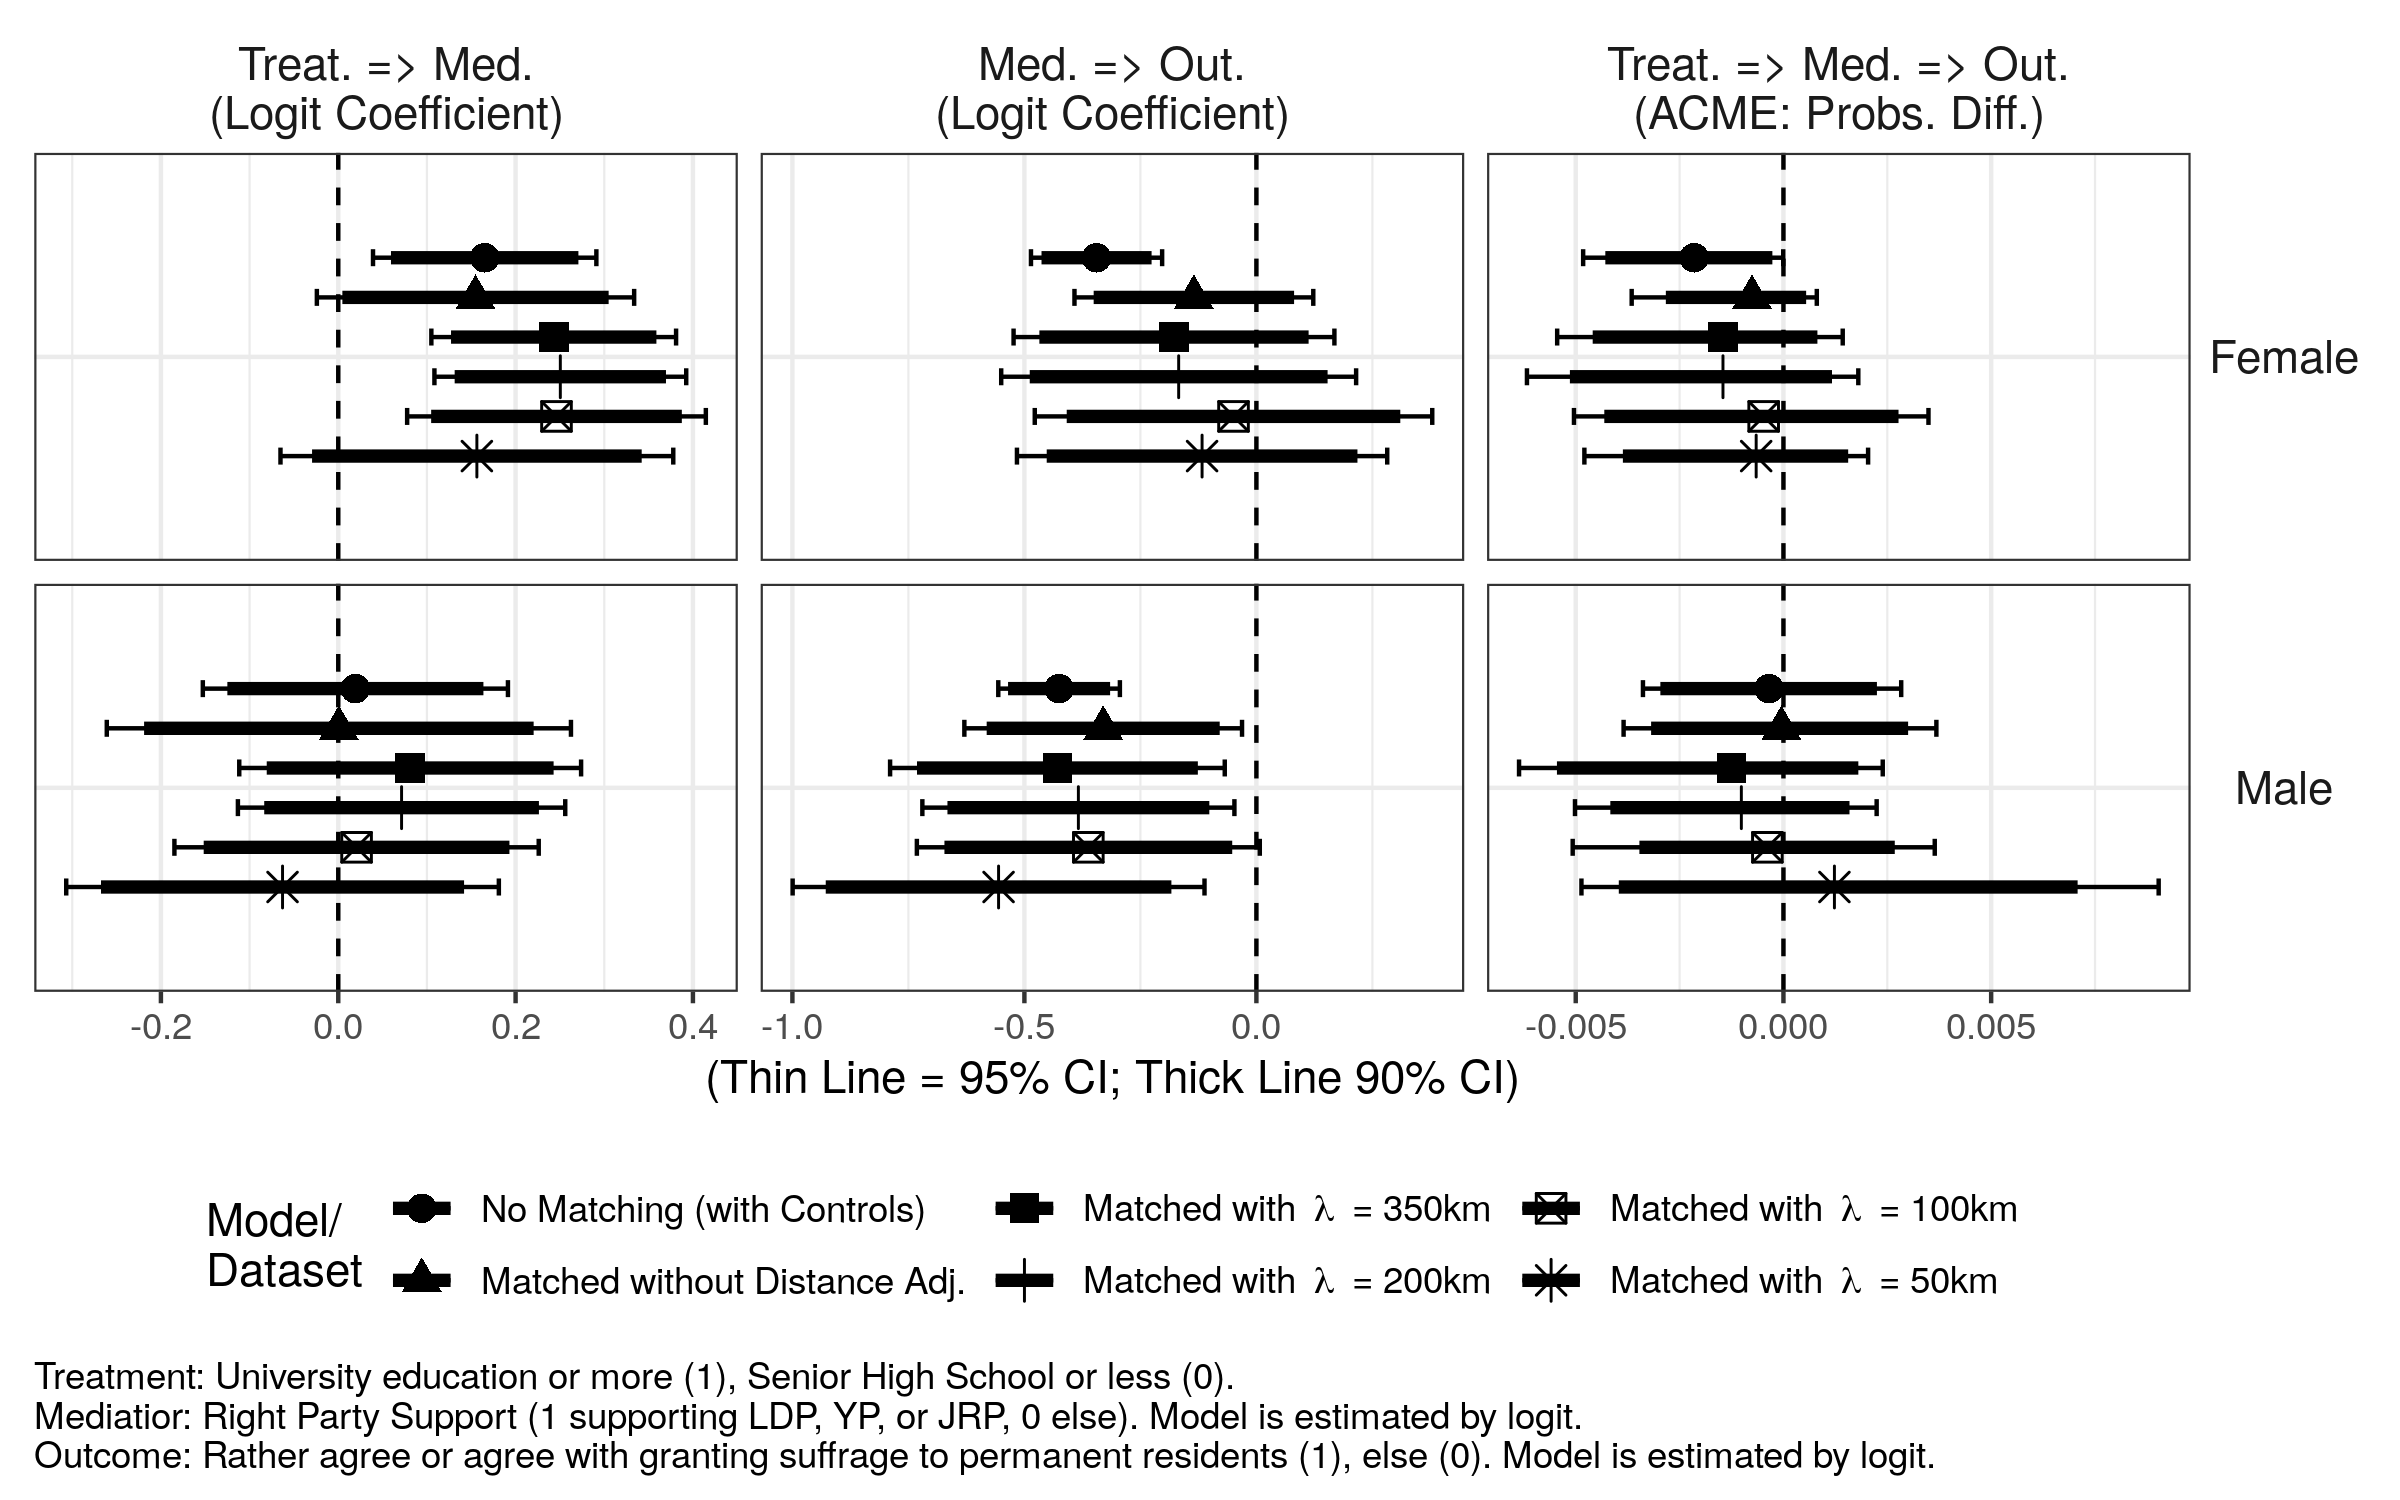 Treat. => Med.
(Logit Coefficient)
Med. => Out.
(Logit Coefficient)
Treat. => Med. => Out.
(ACME: Probs. Diff.)
Female
Male
-0.2 0.0 0.2 0.4 -1.0 -0.5 0.0 -0.005 0.000 0.005
(Thin Line = 95% CI; Thick Line 90% CI)
Model/
Dataset
No Matching (with Controls)
Matched without Distance Adj.
Matched with λ = 350km
Matched with λ = 200km
Matched with λ = 100km
Matched with λ = 50km
Treatment: University education or more (1), Senior High School or less (0).
Mediatior: Right Party Support (1 supporting LDP, YP, or JRP, 0 else). Model is estimated by logit.
Outcome: Rather agree or agree with granting suffrage to permanent residents (1), else (0). Model is estimated by logit.